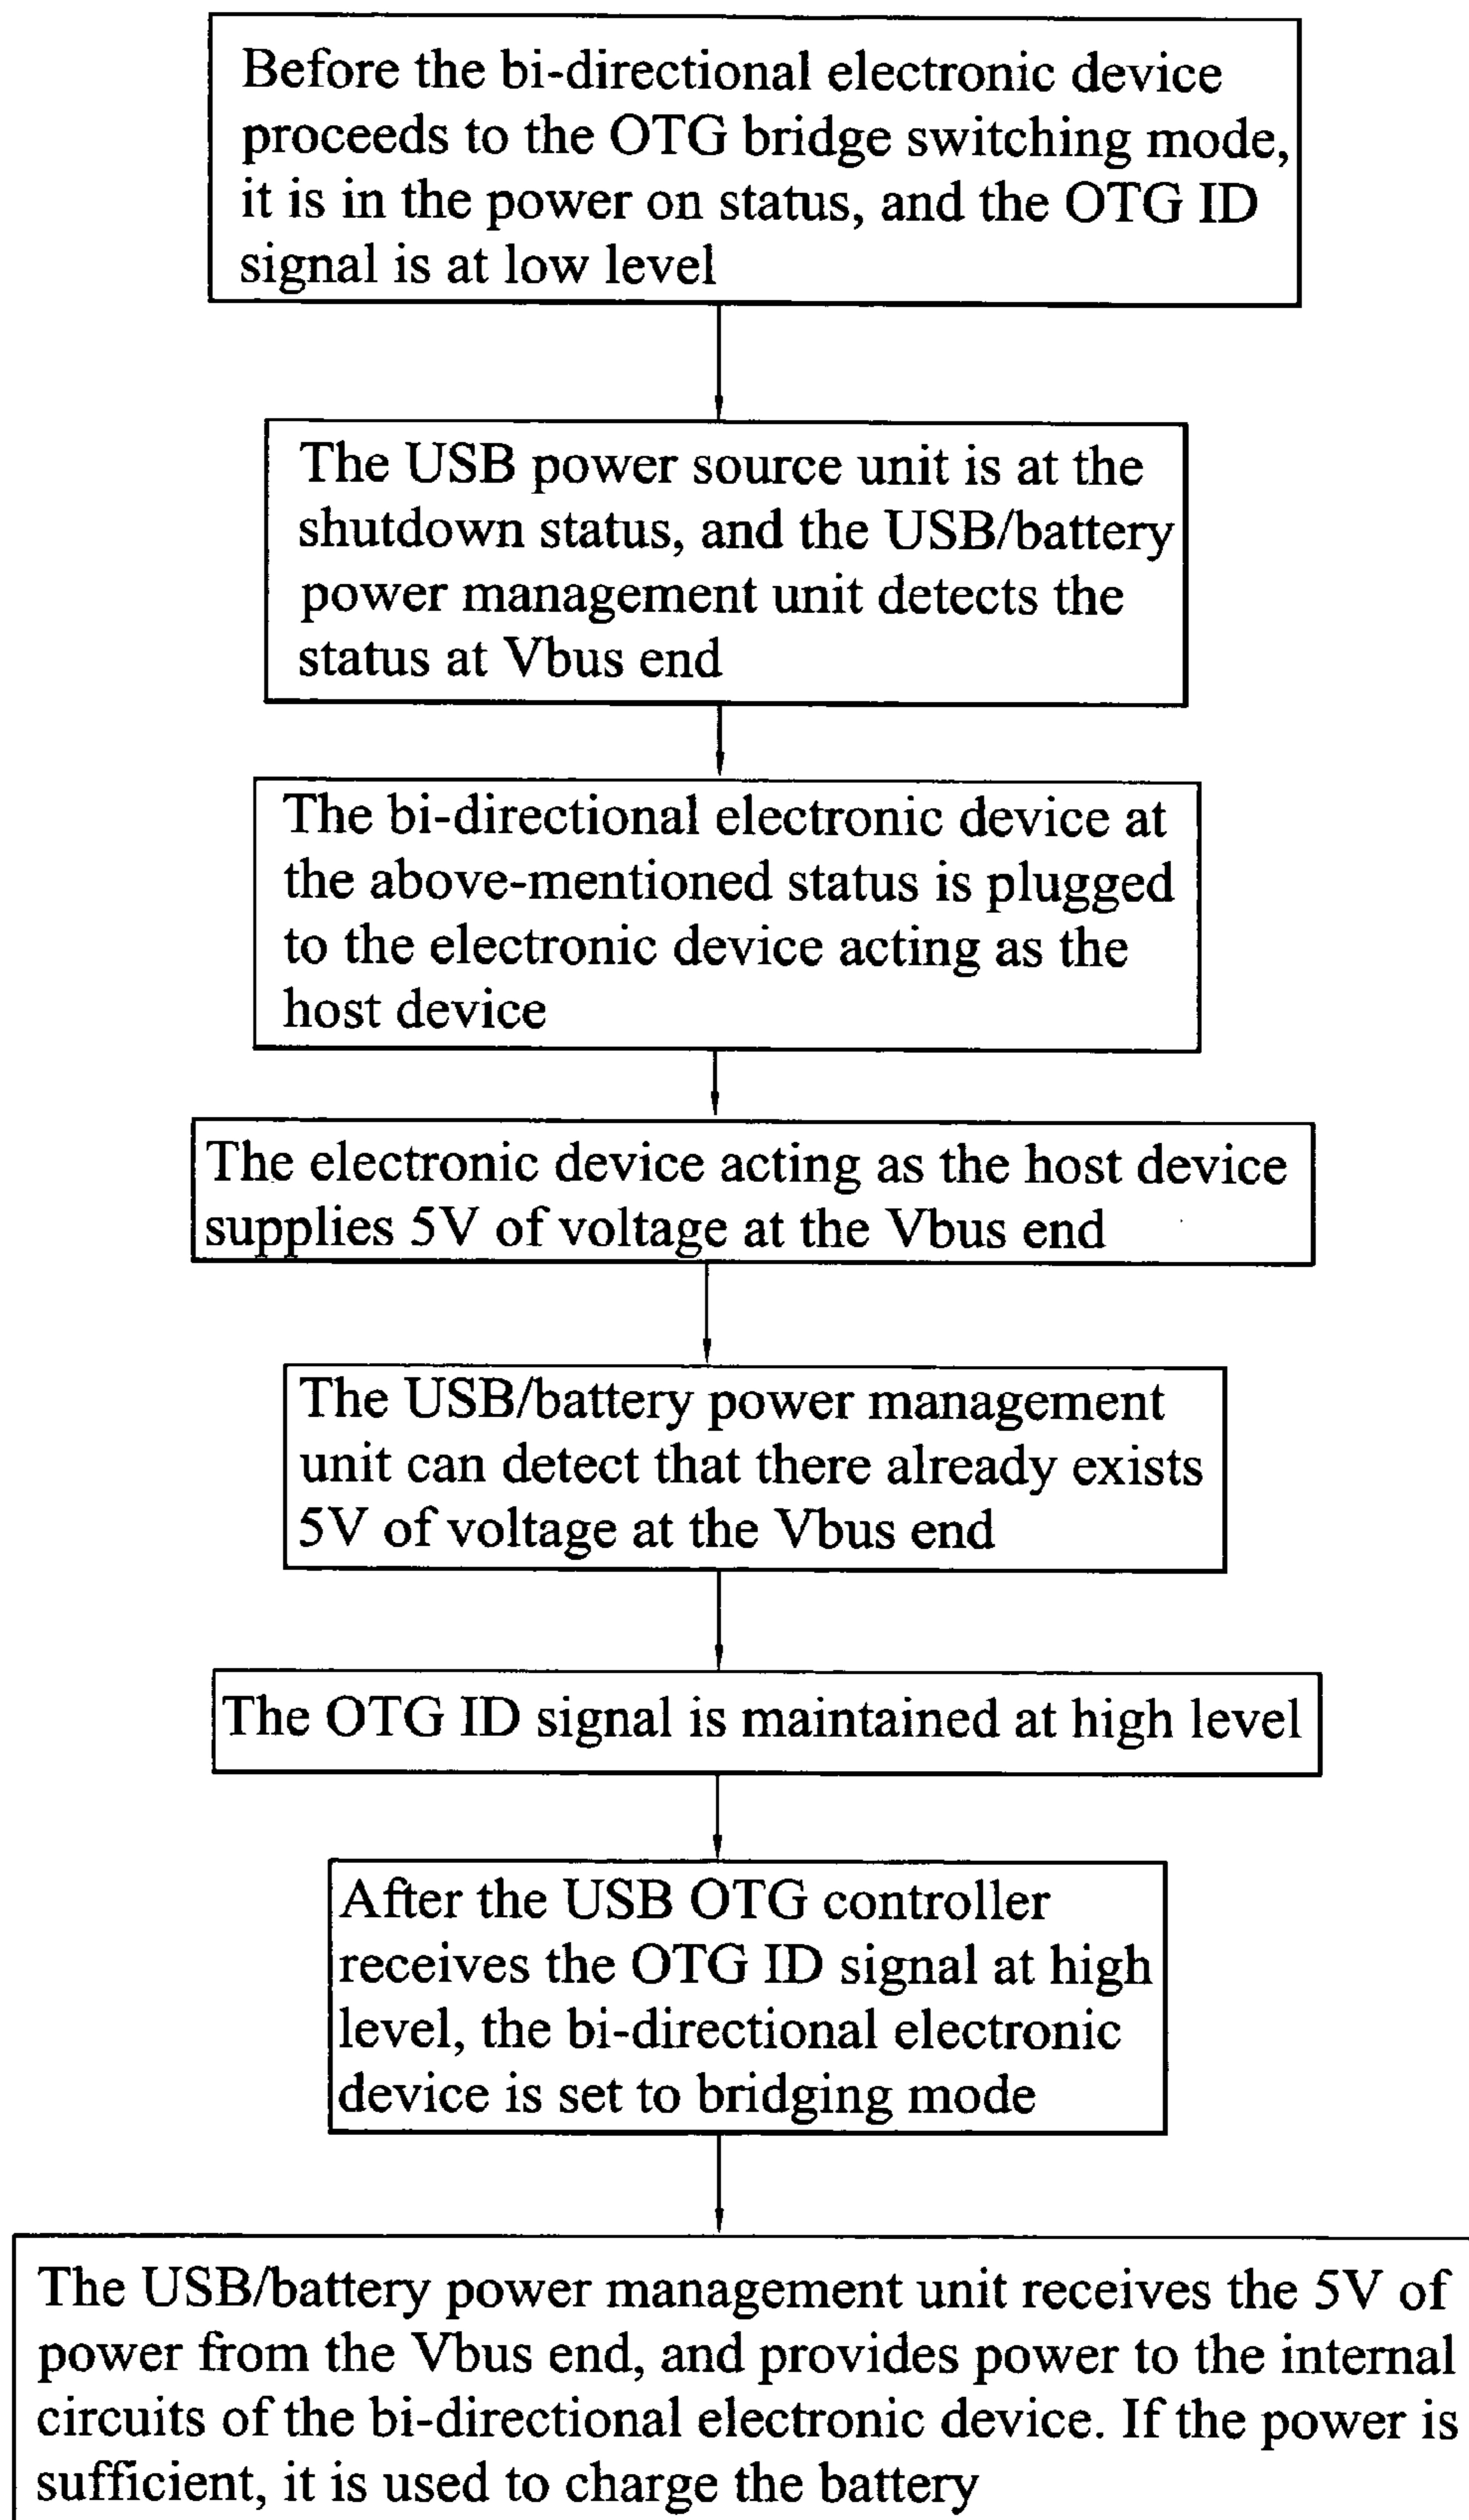 Before the bi-directional electronic device
proceeds to the OTG bridge switching mode,
it is in the power on status, and the OTG ID
signal is at low level
The USB power source unit is at the
shutdown status, and the USB/battery
power management unit detects the
status at Vbus end
The bi-directional electronic device at
the above-mentioned status is plugged
to the electronic device acting as the
host device
The electronic device acting as the host device
supplies 5V of voltage at the Vbus end
The USB/battery power management
unit can detect that there already exists
5V of voltage at the Vbus end
The OTG ID signal is maintained at high level
After the USB OTG controller
receives the OTG ID signal at high
level, the bi-directional electronic
device is set to bridging mode
The USB/battery power management unit receives the 5V of
power from the Vbus end, and provides power to the internal
circuits of the bi-directional electronic device. If the power is
sufficient, it is used to charge the battery